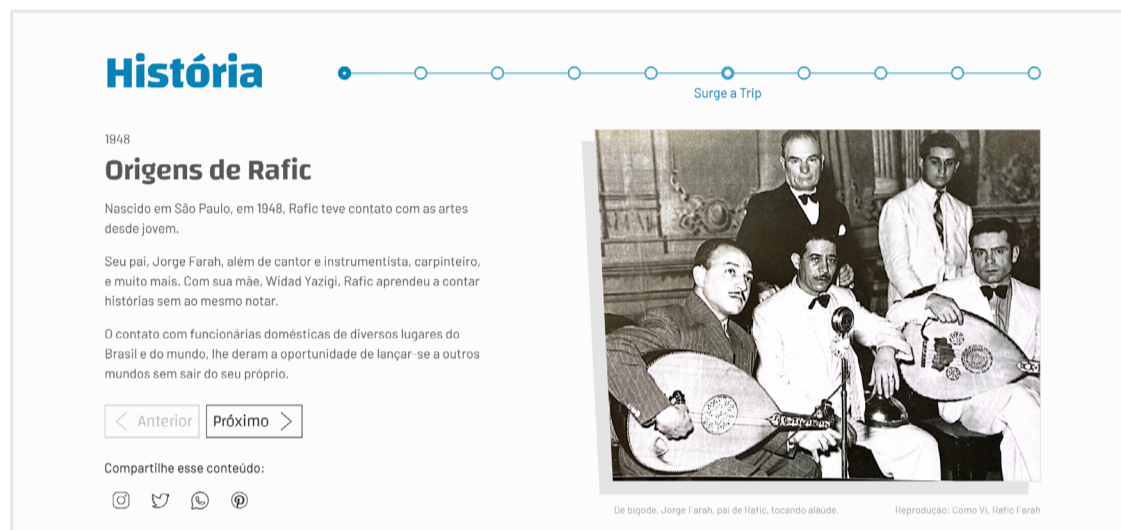 História
Surge a Trip
1948
Origens de Rafic
Nascido em São Paulo, em 1948, Rafic teve contato com as artes
desde jovem.
Seu pai, Jorge Farah, além de cantor e instrumentista, carpinteiro,
e muito mais. Com sua mãe, Widad Yazigi, Rafic aprendeu a contar
histórias sem ao mesmo notar.
O contato com funcionárias domésticas de diversos lugares do
Brasil e do mundo, lhe deram a oportunidade de lançar-se a outros
mundos sem sair do seu próprio.
Anterior
Próximo
Compartilhe esse conteúdo:
De bigode, Jorge Farah, pai de Rafic, tocando alaúde.
Reprodução: Como Vi, Rafic Farah